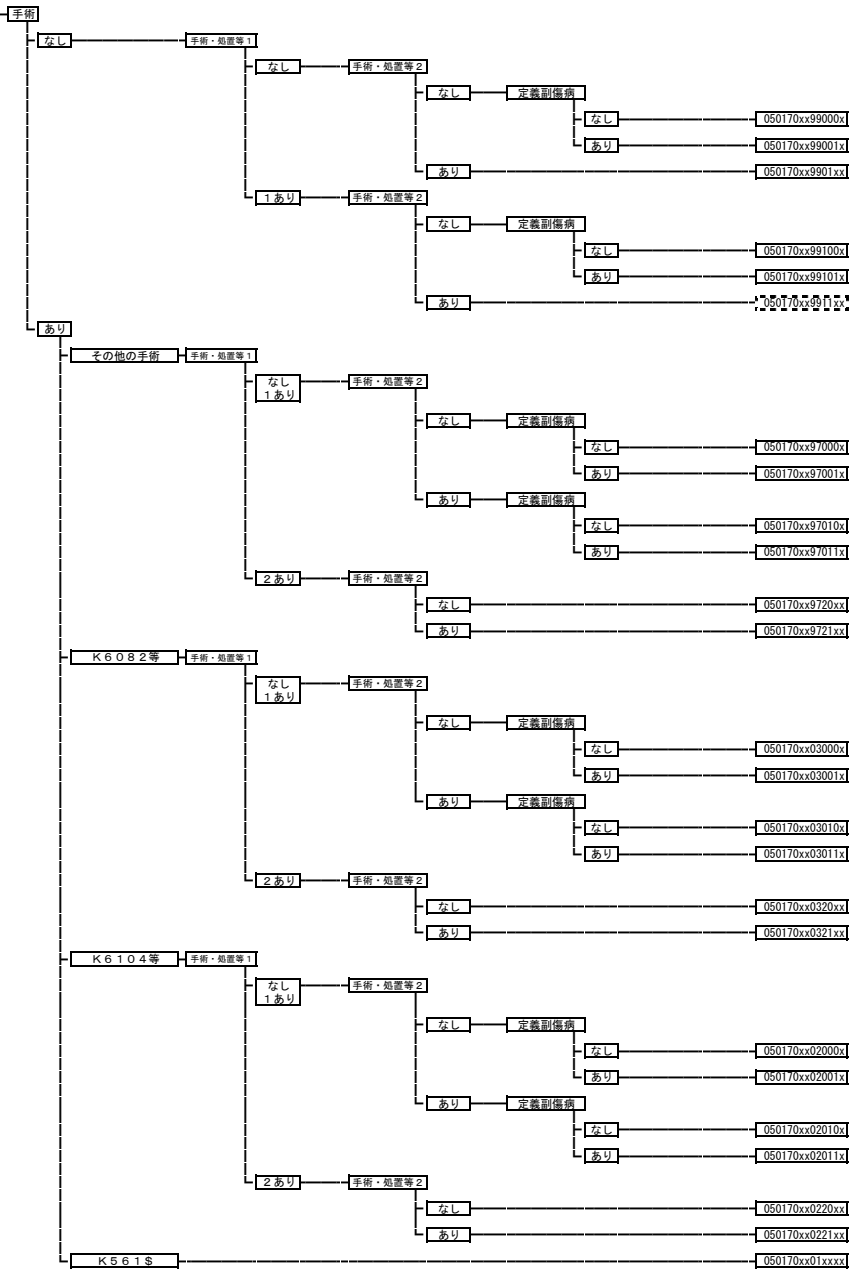 手術
なし 手術・処置等1
なし 手術・処置等2
なし 定義副傷病
なし 050170xx99000x
あり 050170xx99001x
あり 050170xx9901xx
1あり 手術・処置等2
なし 定義副傷病
なし 050170xx99100x
あり 050170xx99101x
あり 050170xx9911xx
あり
その他の手術 手術・処置等1
なし 手術・処置等2
1あり
なし 定義副傷病
なし 050170xx97000x
あり 050170xx97001x
あり 定義副傷病
なし 050170xx97010x
あり 050170xx97011x
2あり 手術・処置等2
なし 050170xx9720xx
あり 050170xx9721xx
K6082等 手術・処置等1
なし 手術・処置等2
1あり
なし 定義副傷病
なし 050170xx03000x
あり 050170xx03001x
あり 定義副傷病
なし 050170xx03010x
あり 050170xx03011x
2あり 手術・処置等2
なし 050170xx0320xx
あり 050170xx0321xx
K6104等 手術・処置等1
なし 手術・処置等2
1あり
なし 定義副傷病
なし 050170xx02000x
あり 050170xx02001x
あり 定義副傷病
なし 050170xx02010x
あり 050170xx02011x
2あり 手術・処置等2
なし 050170xx0220xx
あり 050170xx0221xx
K561$ 050170xx01xxxx